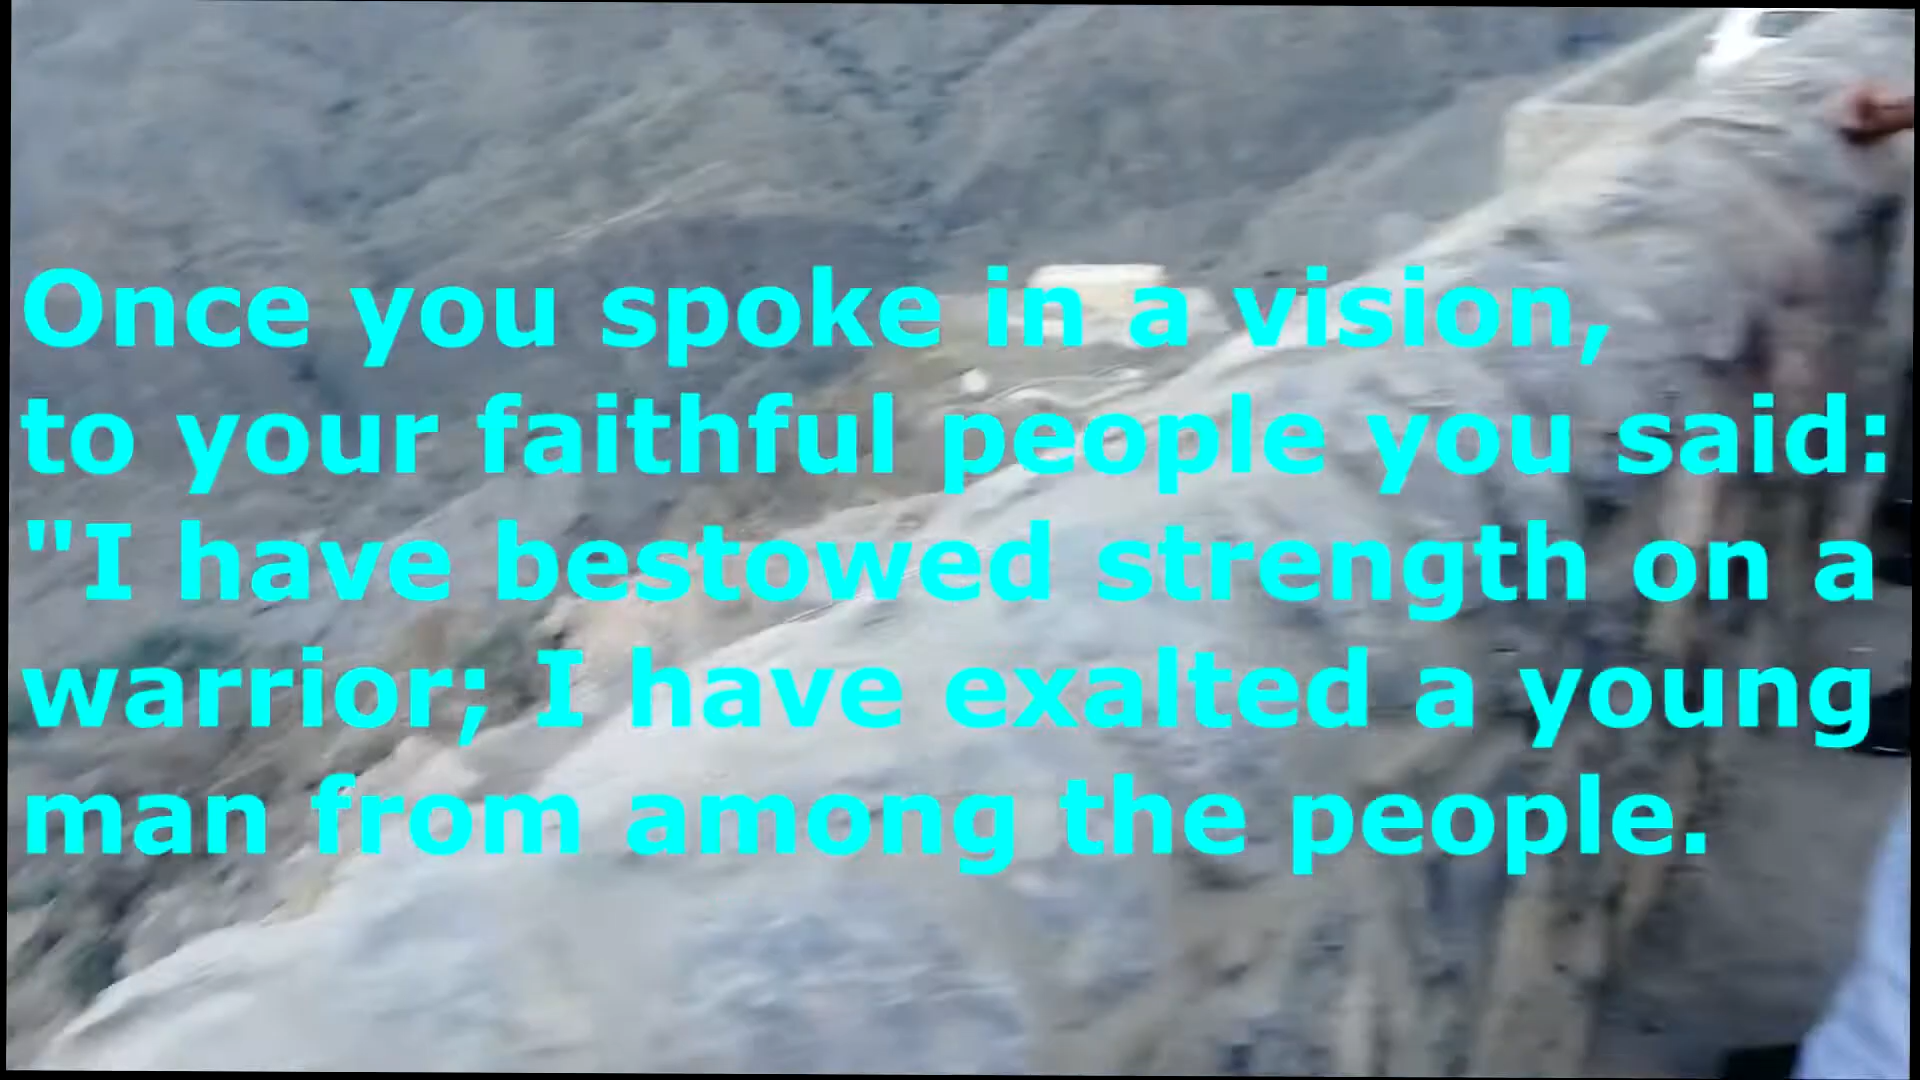 Once you spoke in a vision,
to your faithful people you said:
"I have bestowed strength on a
warrior; I have exalted a young
man from among the people.